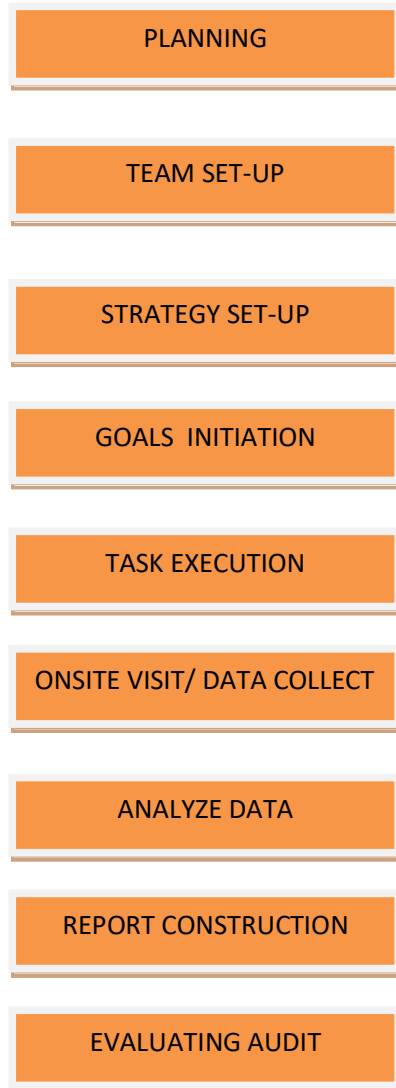 PLANNING
TEAM SET-UP
STRATEGY SET-UP
GOALS  INITIATION
TASK EXECUTION
ONSITE VISIT/ DATA COLLECT
ANALYZE DATA
REPORT CONSTRUCTION
EVALUATING AUDIT